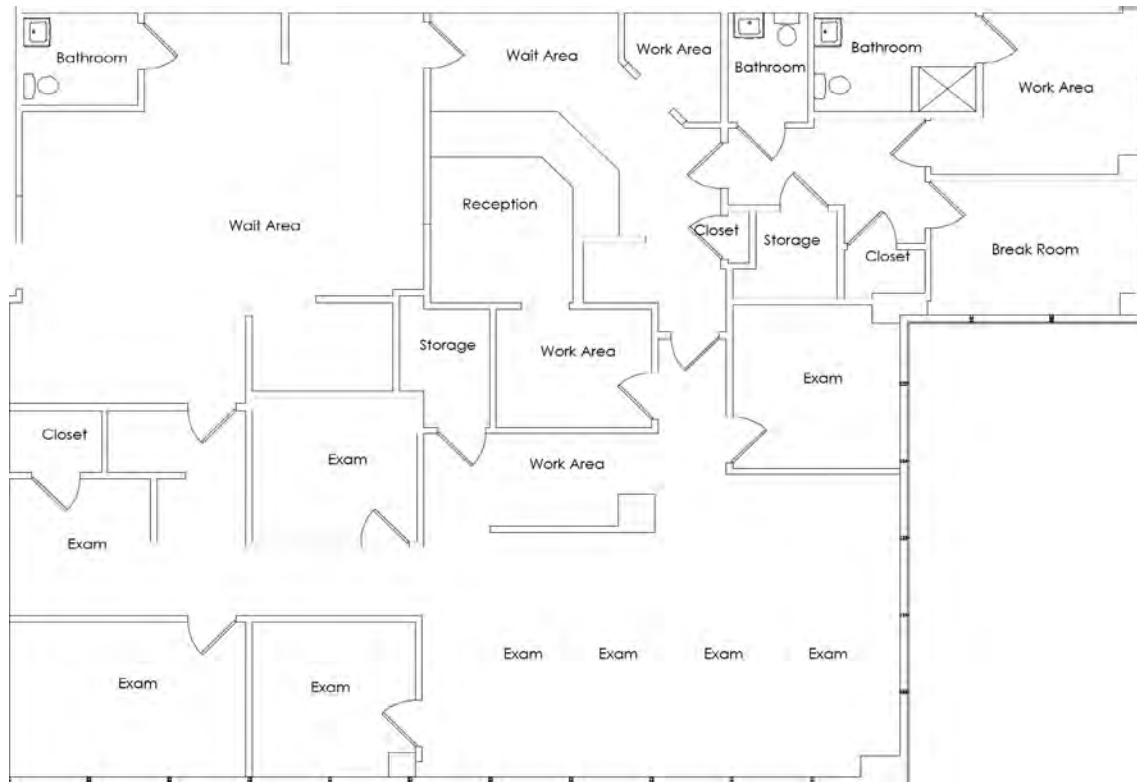 Bathroom
Wait Area
Work Area
Bathroom
Bathroom
Work Area
Reception
Wait Area
Closet
Storage
Closet
Break Room
Storage
Work Area
Exam
Closet
Exam
Work Area
Exam
Exam
Exam
Exam
Exam
Exam
Exam